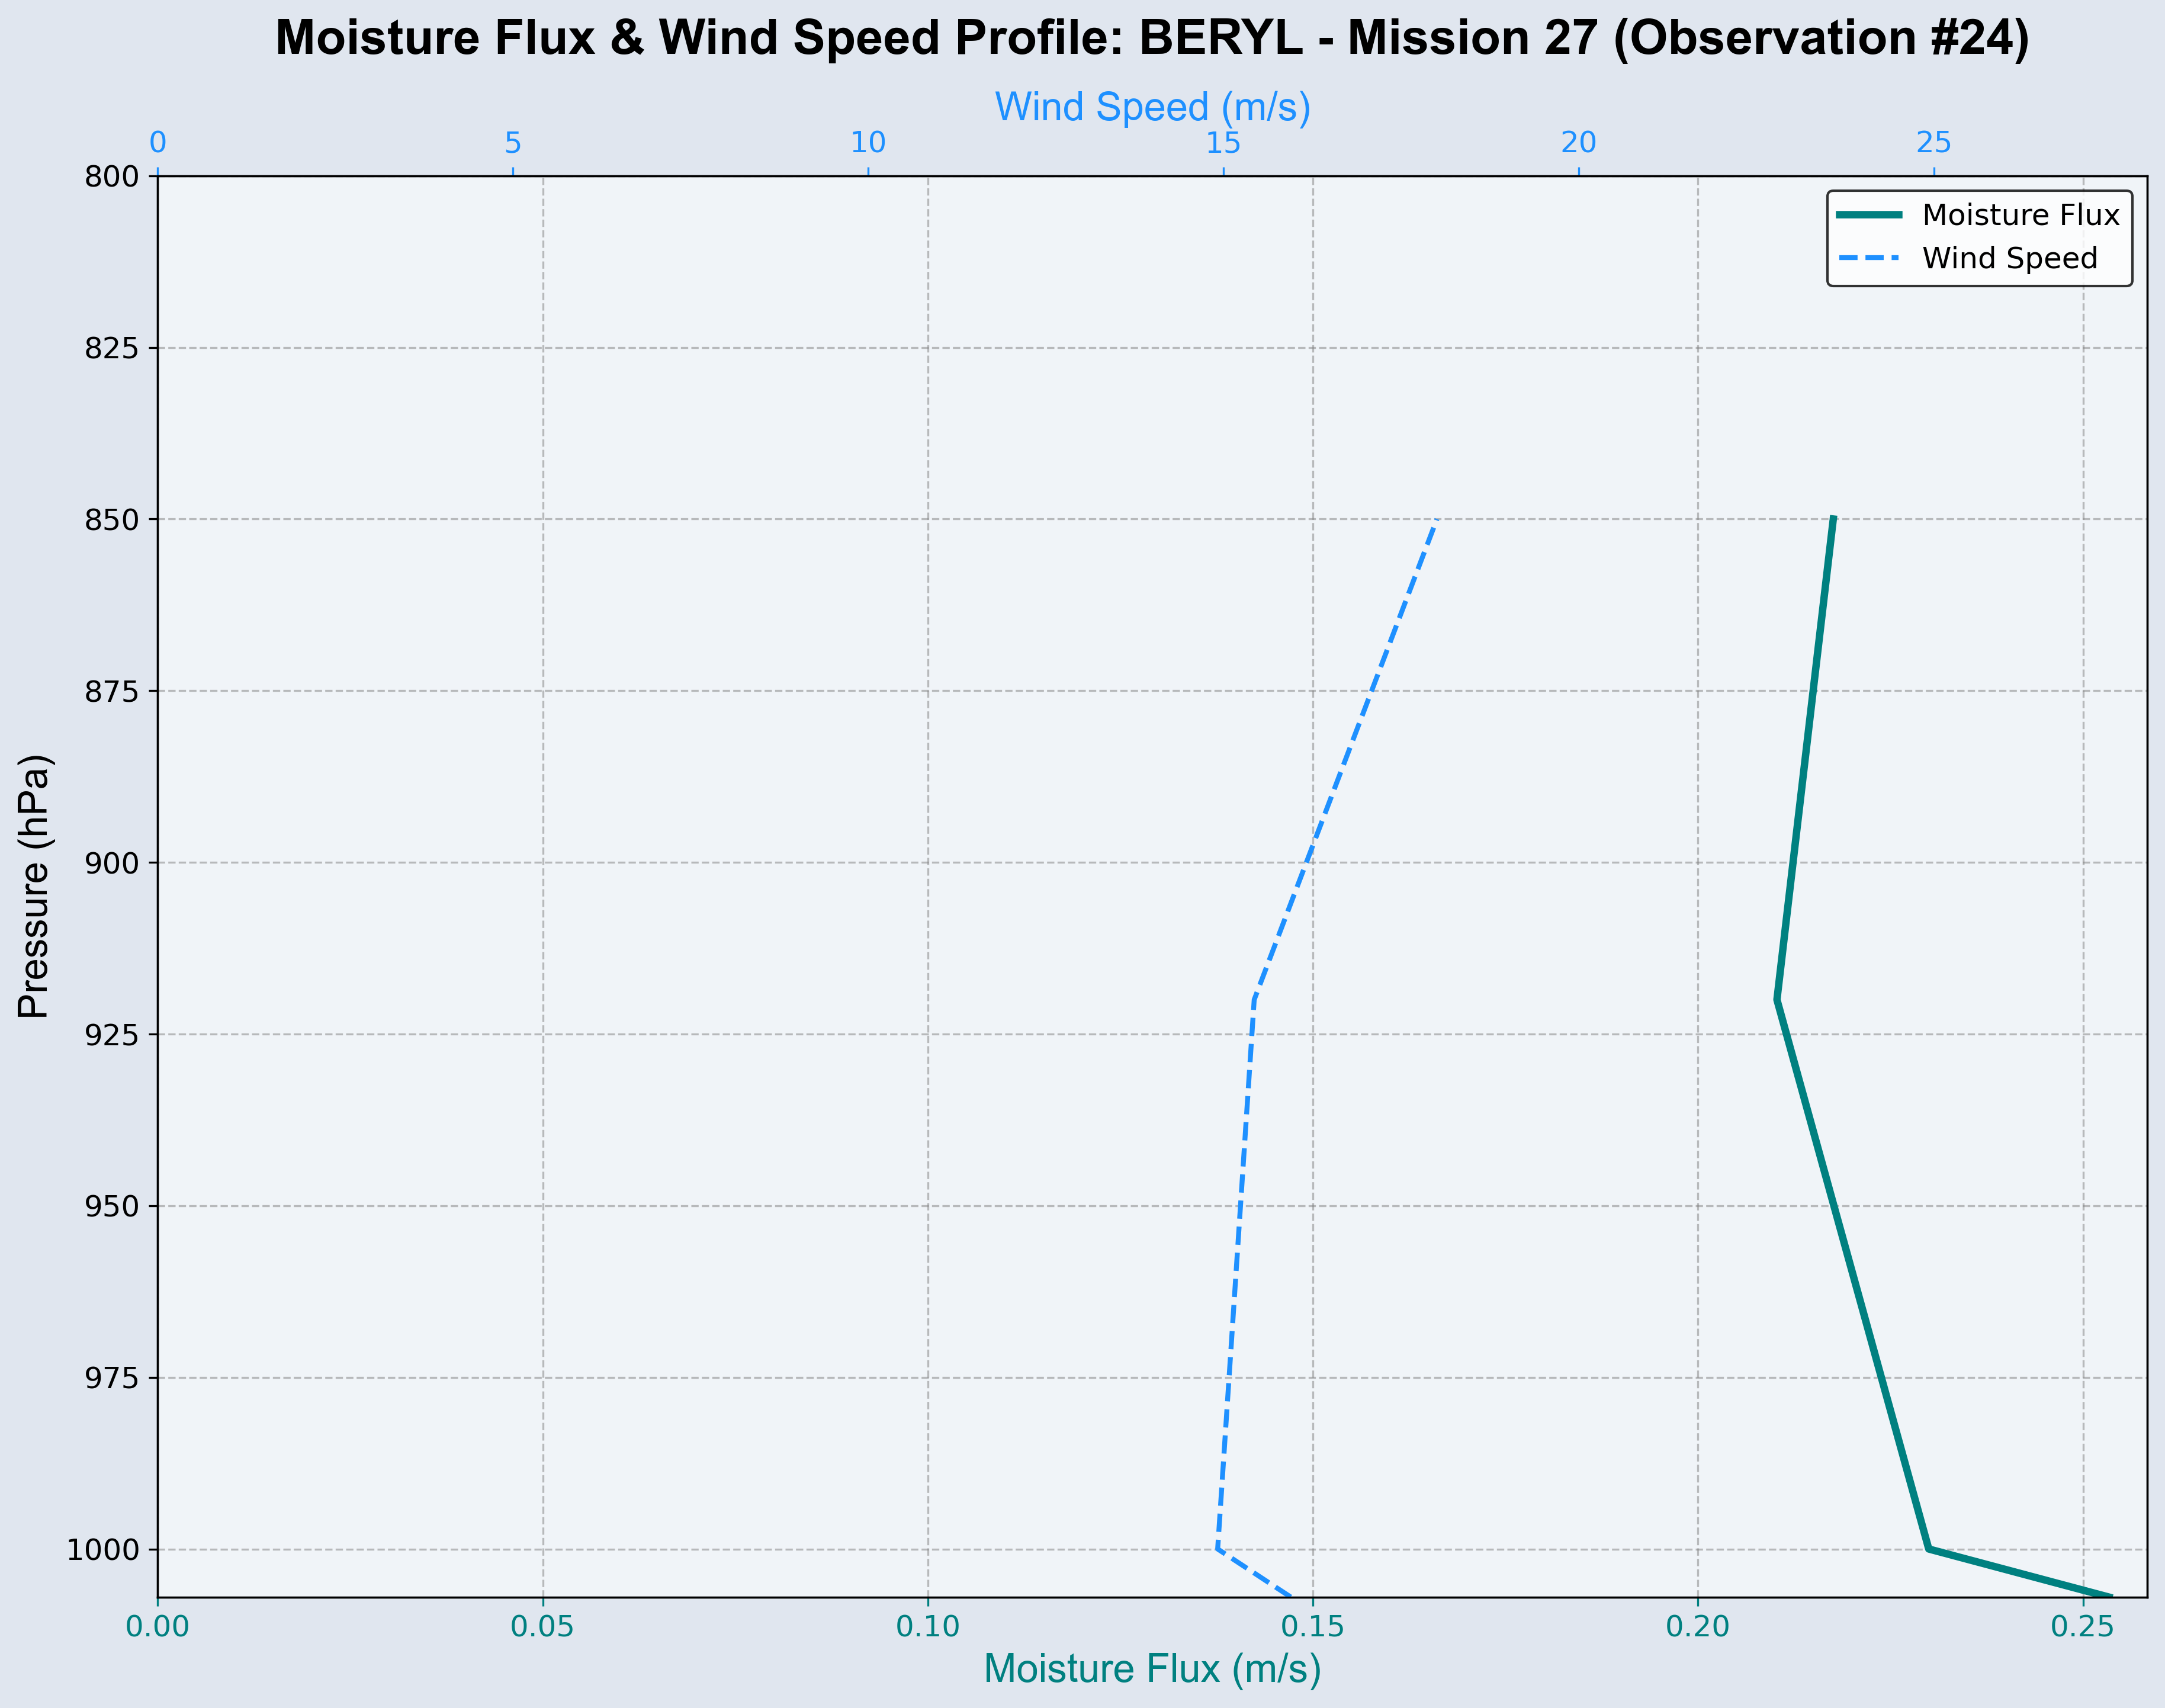 Moisture Flux & Wind Speed Profile: BERYL - Mission 27 (Observation #24)
Wind Speed (m/s)
0 5 10 15 20 25
Moisture Flux
Wind Speed
800
825
850
875
900
925
950
975
1000
Pressure (hPa)
0.00 0.05 0.10 0.15 0.20 0.25
Moisture Flux (m/s)